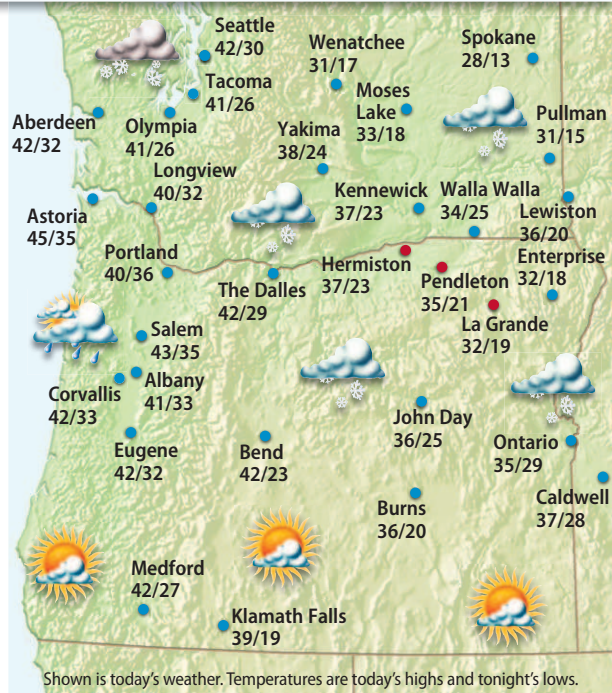 Seattle
42/30
Wenatchee
31/17
Spokane
28/13
Tacoma
41/26
Moses
Lake
33/18
Aberdeen
42/32
Olympia
41/26
Yakima
38/24
Pullman
31/15
Longview
40/32
Kennewick
37/23
Walla Walla
34/25
Lewiston
36/20
Astoria
45/35
Portland
40/36
The Dalles
42/29
Hermiston
37/23
Pendleton
35/21
Enterprise
32/18
La Grande
32/19
Salem
43/35
Corvallis
42/33
Albany
41/33
John Day
36/25
Eugene
42/32
Bend
42/23
Ontario
35/29
Burns
36/20
Caldwell
37/28
Medford
42/27
Klamath Falls
39/19
Shown is today's weather. Temperatures are today's highs and tonight's lows.